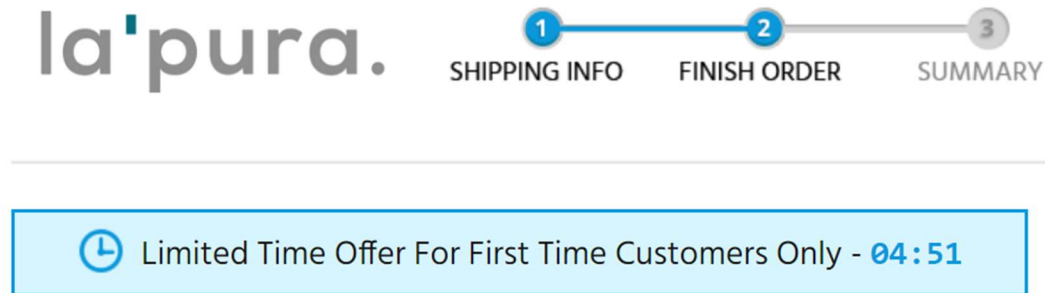 la'pura.
1 2 3
SHIPPING INFO FINISH ORDER SUMMARY
Limited Time Offer For First Time Customers Only - 04:51